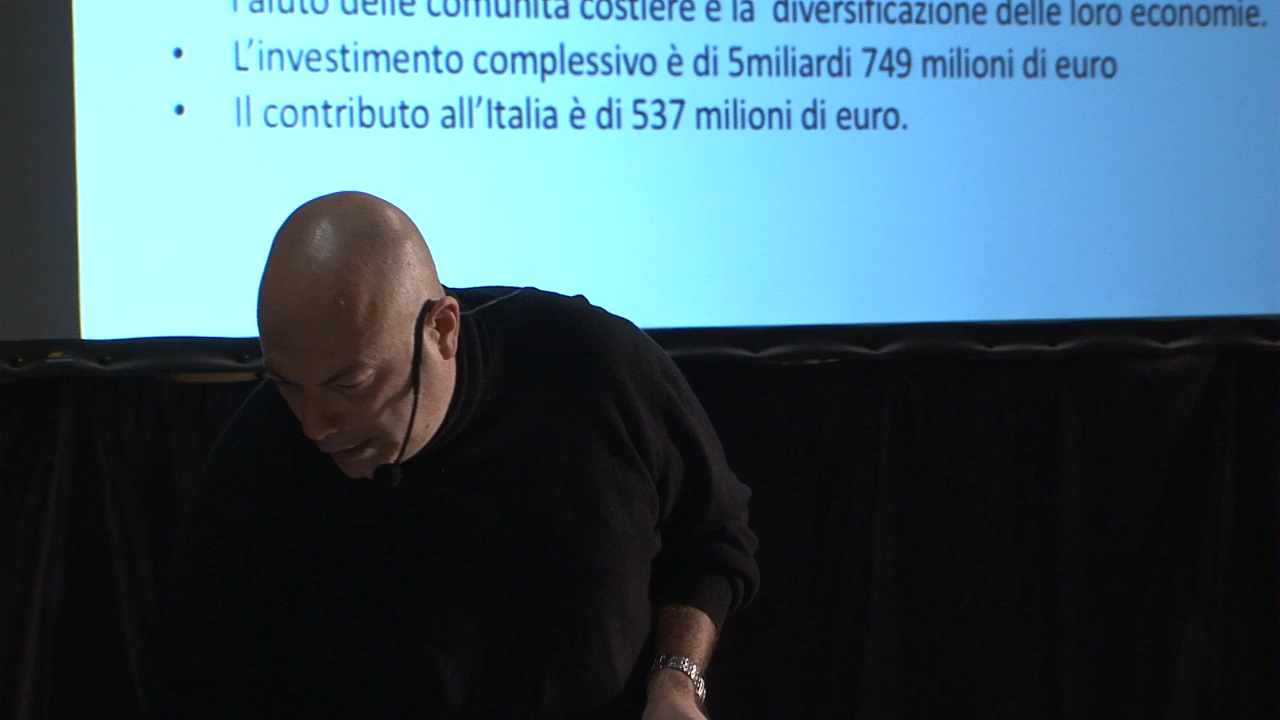 l'aiuto delle comunità costiere e la diversificazione delle loro economie.
• L'investimento complessivo è di 5miliardi 749 milioni di euro
• Il contributo all'Italia è di 537 milioni di euro.